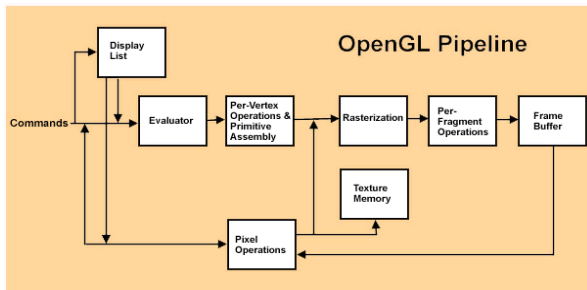 OpenGL Pipeline
Display
List
Commands
Evaluator
Per-Vertex
Operations &
Primitive
Assembly
Rasterization
Per-
Fragment
Operations
Frame
Buffer
Texture
Memory
Pixel
Operations